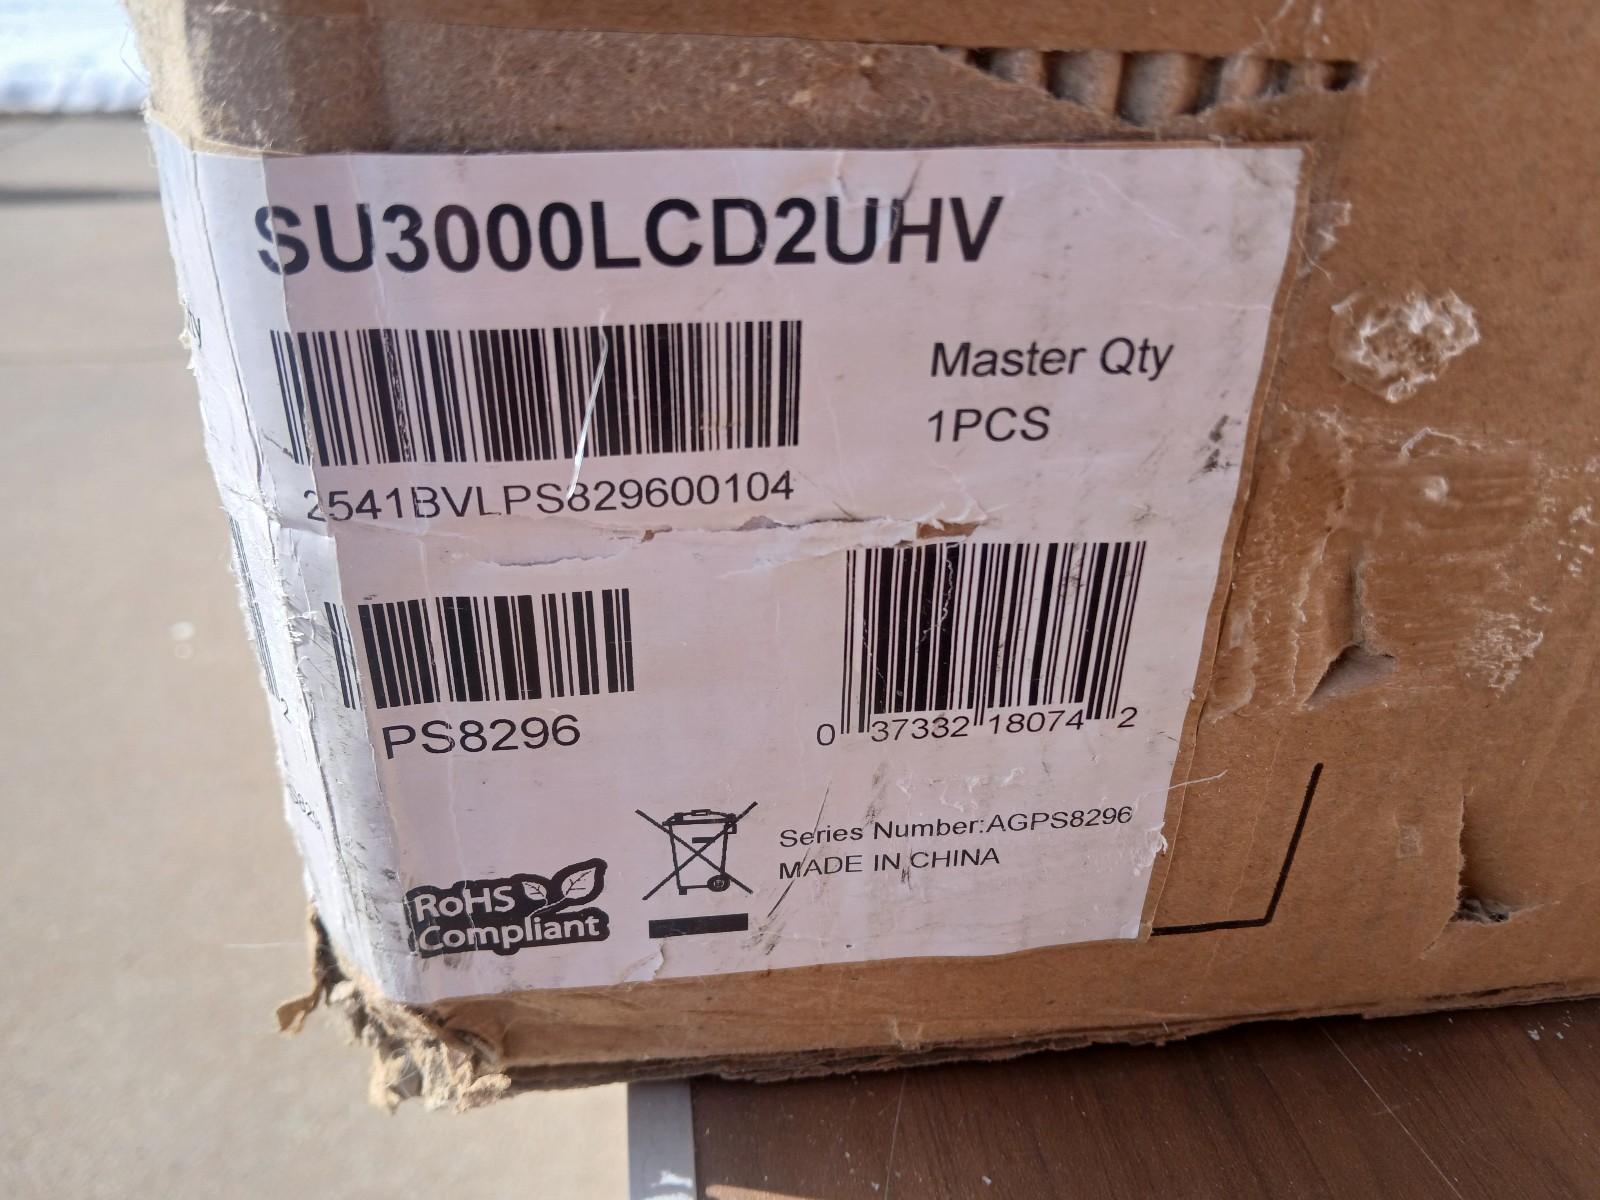 SU3000LCD2UHV
Master Qty
1PCS
2541BVLPS829600104
PS8296
0 37332 18074 2
Series Number:AGPS8296
MADE IN CHINA
RoHS
Compliant